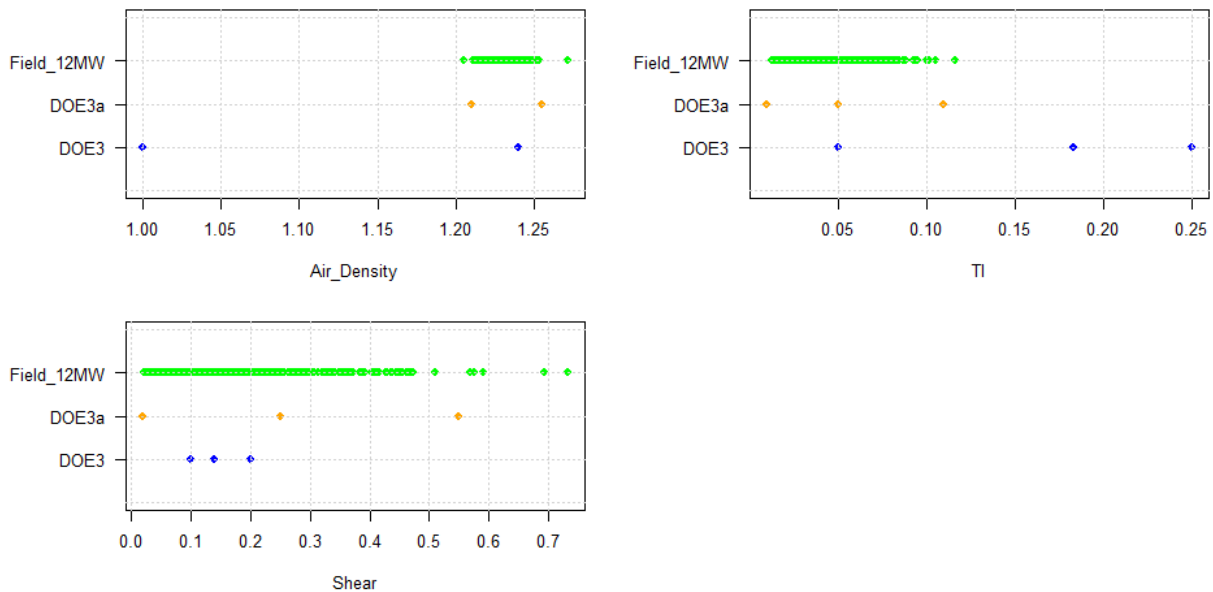 Field_12MW
DOE3a
DOE3
1.00 1.05 1.10 1.15 1.20 1.25
Air_Density
Field_12MW
DOE3a
DOE3
0.05 0.10 0.15 0.20 0.25
TI
Field_12MW
DOE3a
DOE3
0.0 0.1 0.2 0.3 0.4 0.5 0.6 0.7
Shear